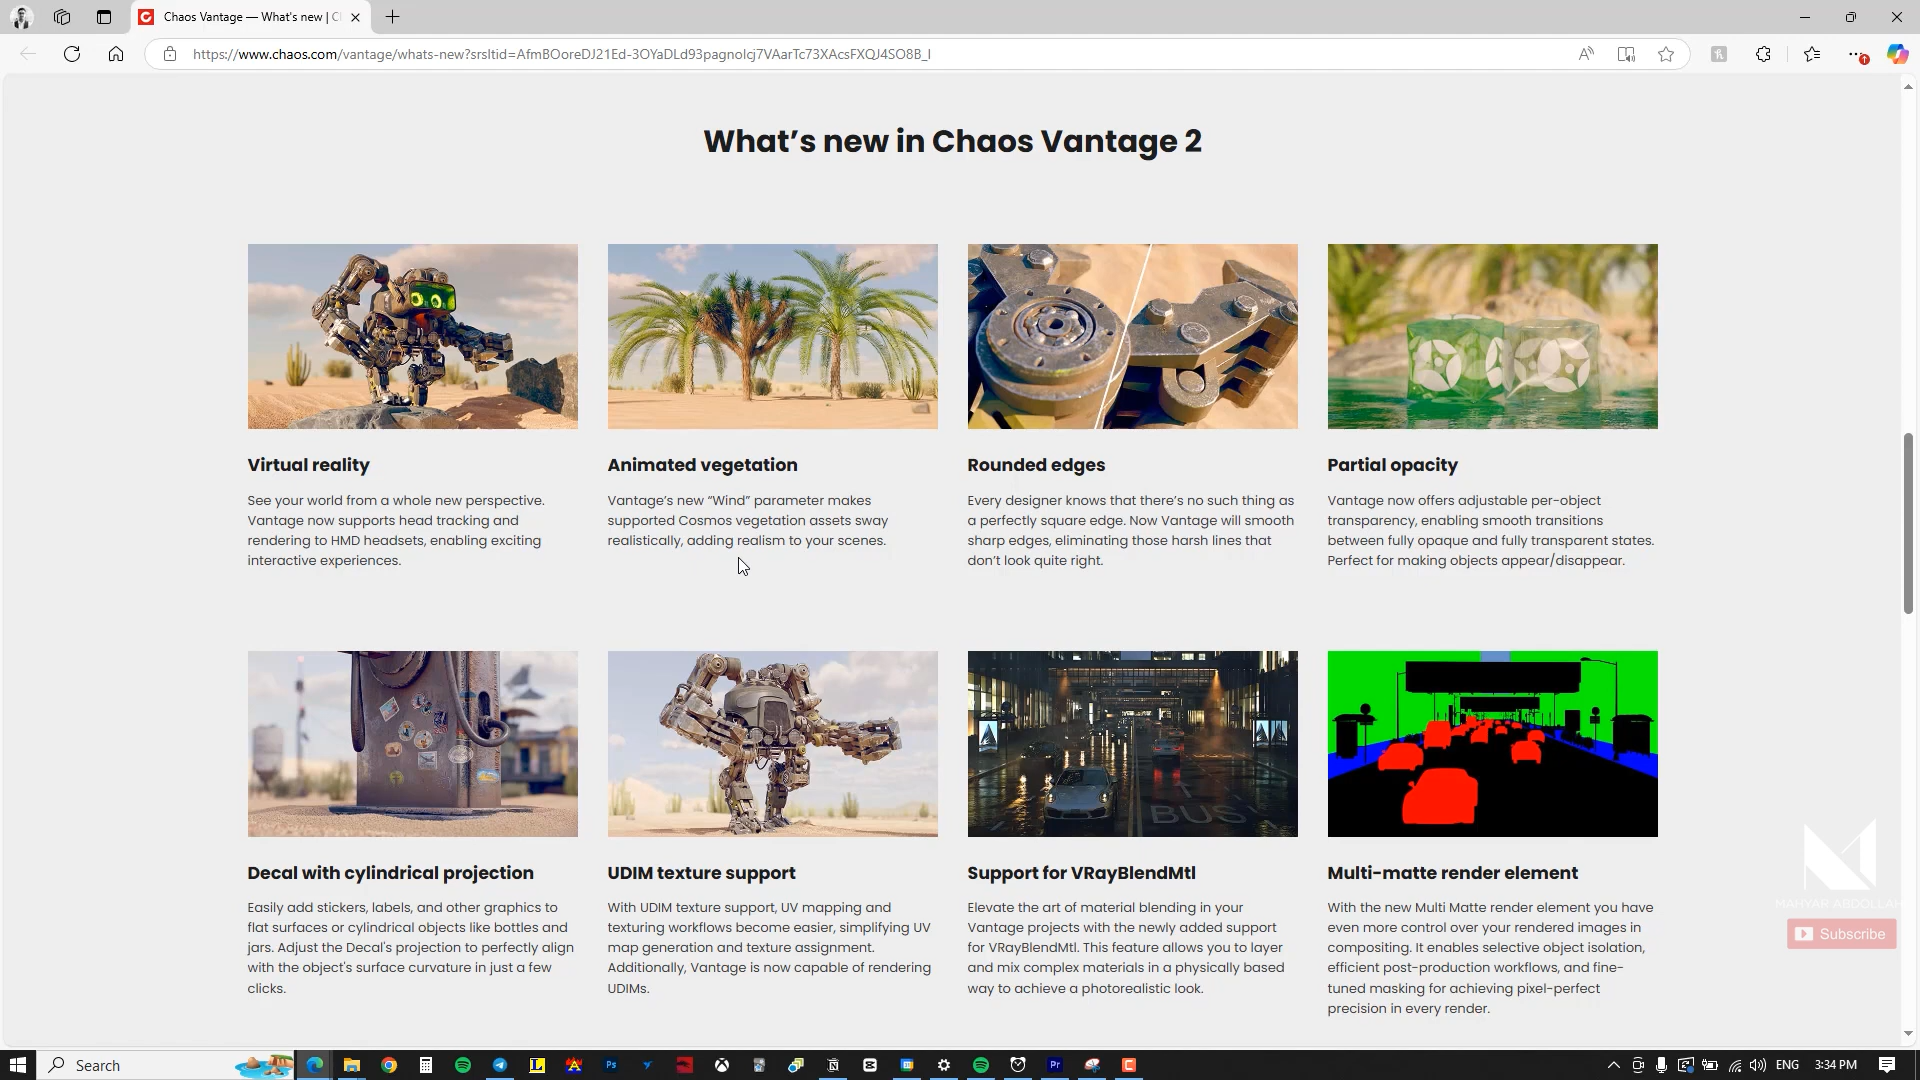 Chaos Vantage — What's new | C
https://www.chaos.com/vantage/whats-new?srsltid=AfmBOoreDJ21Ed-3OYaDLd93pagnoIcj7VAarTc73XAcsFXQJ4SO8B_I
What’s new in Chaos Vantage 2
Virtual reality
See your world from a whole new perspective.
Vantage now supports head tracking and
rendering to HMD headsets, enabling exciting
interactive experiences.
Animated vegetation
Vantage’s new “Wind” parameter makes
supported Cosmos vegetation assets sway
realistically, adding realism to your scenes.
Rounded edges
Every designer knows that there’s no such thing as
a perfectly square edge. Now Vantage will smooth
sharp edges, eliminating those harsh lines that
don’t look quite right.
Partial opacity
Vantage now offers adjustable per-object
transparency, enabling smooth transitions
between fully opaque and fully transparent states.
Perfect for making objects appear/disappear.
BUS
Decal with cylindrical projection
Easily add stickers, labels, and other graphics to
flat surfaces or cylindrical objects like bottles and
jars. Adjust the Decal's projection to perfectly align
with the object's surface curvature in just a few
clicks.
UDIM texture support
With UDIM texture support, UV mapping and
texturing workflows become easier, simplifying UV
map generation and texture assignment.
Additionally, Vantage is now capable of rendering
UDIMs.
Support for VRayBlendMtl
Elevate the art of material blending in your
Vantage projects with the newly added support
for VRayBlendMtl. This feature allows you to layer
and mix complex materials in a physically based
way to achieve a photorealistic look.
Multi-matte render element
With the new Multi Matte render element you have
even more control over your rendered images in
compositing. It enables selective object isolation,
efficient post-production workflows, and fine-
tuned masking for achieving pixel-perfect
precision in every render.
MAHYAR ABDOLLAH
Subscribe
Search
Ps
Pr
ENG
3:34 PM